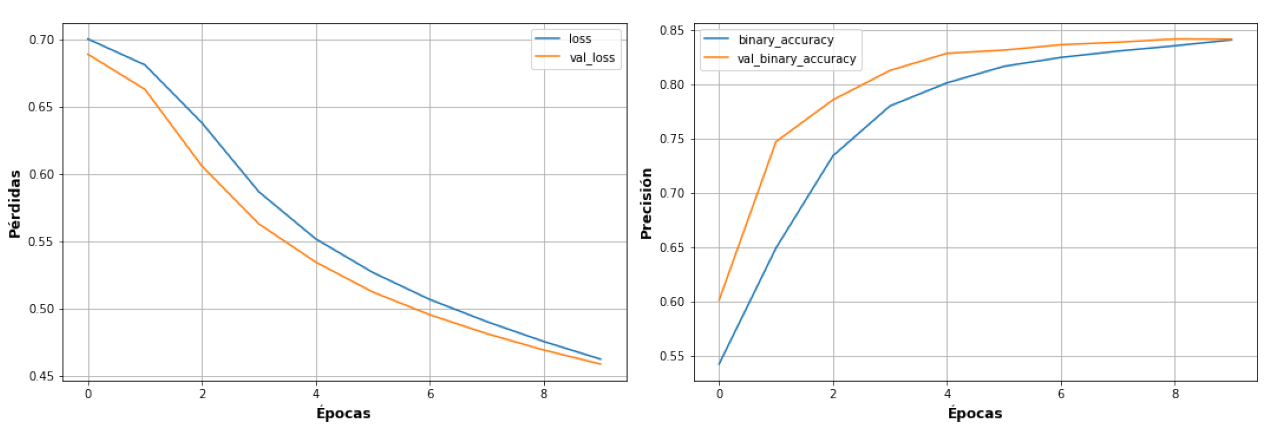 0.70
0.65
0.60
0.55
0.50
0.45
Pérdidas
loss
val_loss
0 2 4 6 8
Épocas
0.85
0.80
0.75
0.70
0.65
0.60
0.55
Precisión
binary_accuracy
val_binary_accuracy
0 2 4 6 8
Épocas